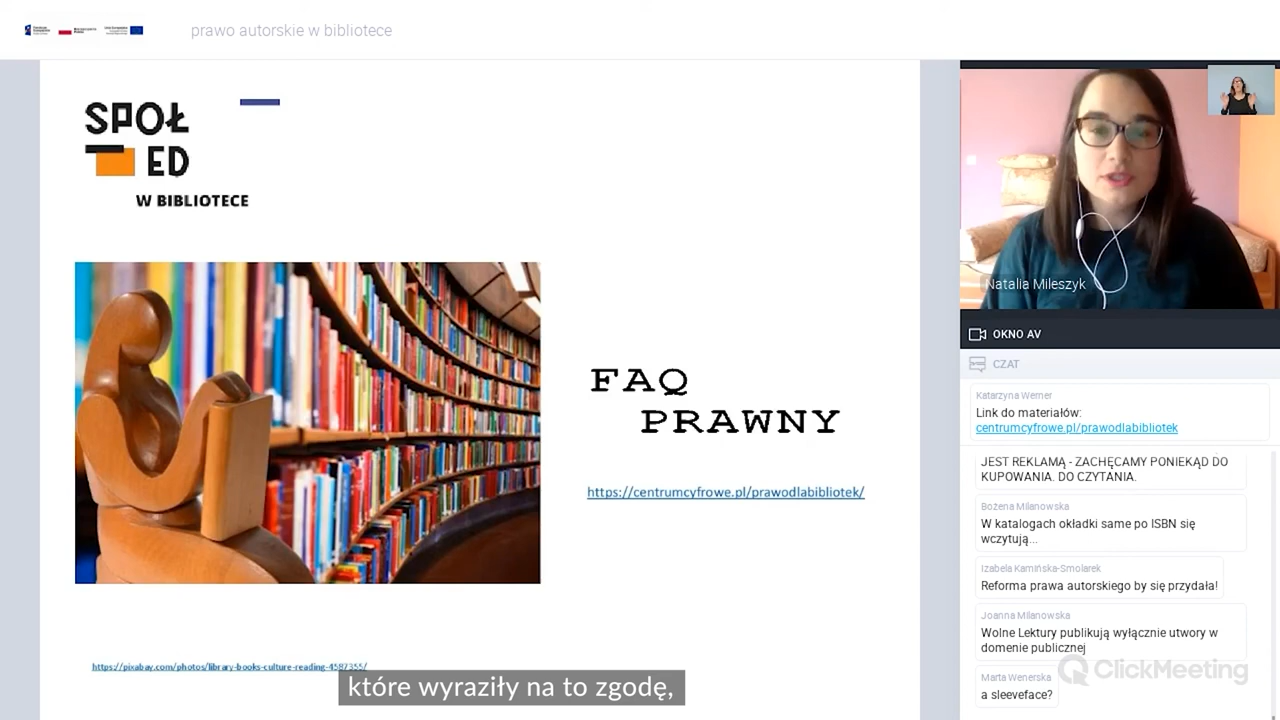 prawo autorskie w bibliotece
SPOŁ
ED
W BIBLIOTECE
FAQ
PRAWNY
https://centrumcyfrowe.pl/prawodlabibliotek/
https://pixabay.com/photos/library-books-culture-reading-4587355/
które wyraziły na to zgodę,
Natalia Mileszyk
OKNO AV
CZAT
Katarzyna Werner
Link do materiałów:
centrumcyfrowe.pl/prawodlabibliotek
JEST REKLAMĄ - ZACHĘCAMY PONIEKĄD DO
KUPOWANIA. DO CZYTANIA.
Bożena Milanowska
W katalogach okładki same po ISBN się
wczytują...
Izabela Kamińska-Smolarek
Reforma prawa autorskiego by się przydała!
Joanna Milanowska
Wolne Lektury publikują wyłącznie utwory w
domenie publicznej
ClickMeeting
Marta Wenerska
a sleeveface?